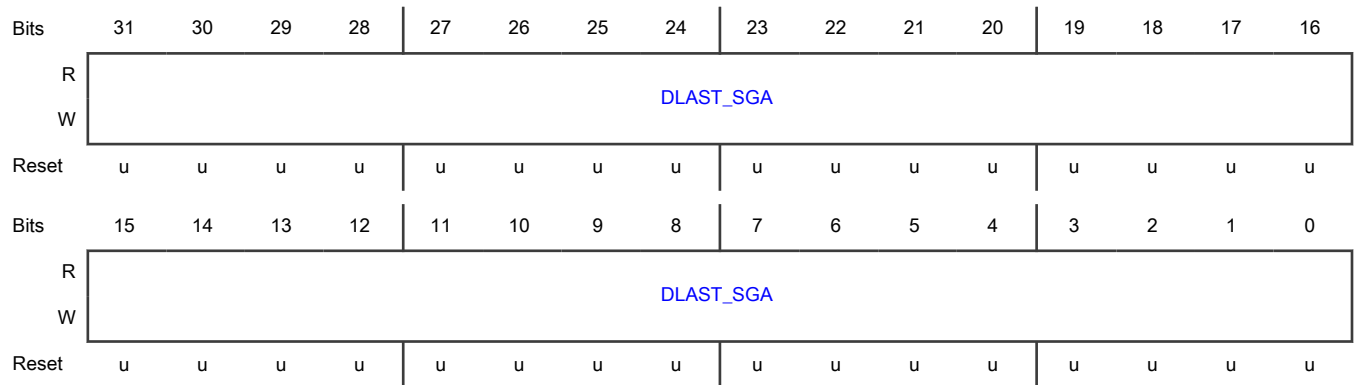 Bits 31 30 29 28 27 26 25 24 23 22 21 20 19 18 17 16
R
DLAST_SGA
W
Reset u u u u u u u u u u u u u u u u
Bits 15 14 13 12 11 10 9 8 7 6 5 4 3 2 1 0
R
DLAST_SGA
W
Reset u u u u u u u u u u u u u u u u